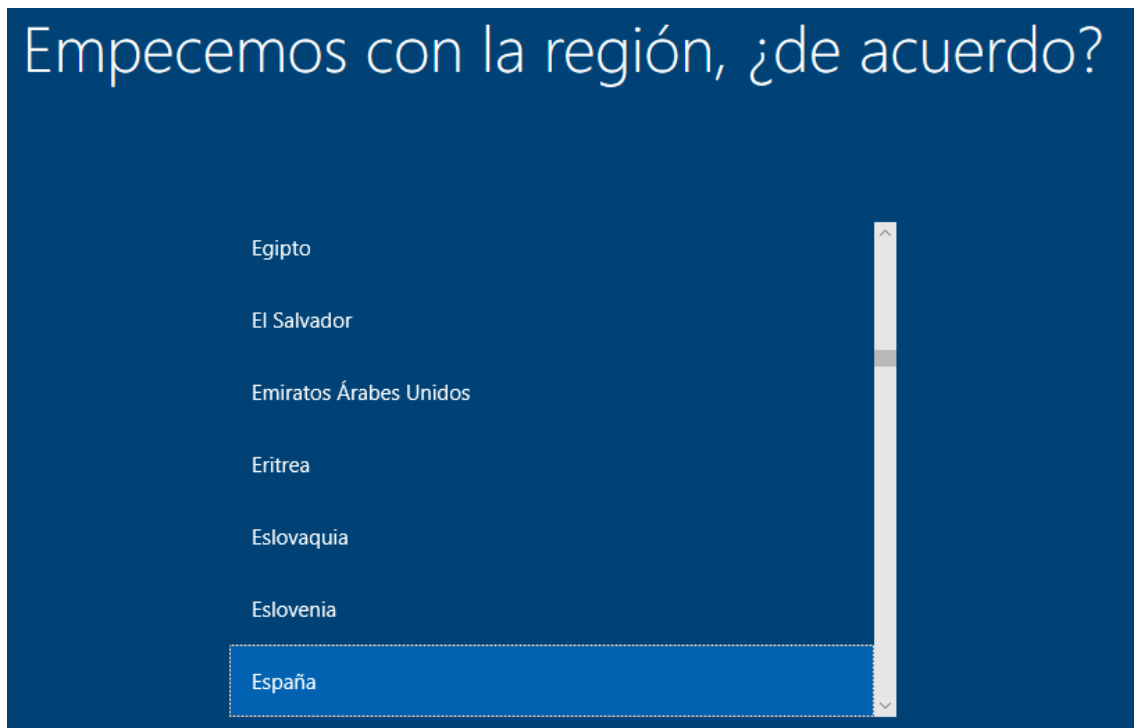 Empecemos con la región, ¿de acuerdo?
Egipto
El Salvador
Emiratos Árabes Unidos
Eritrea
Eslovaquia
Eslovenia
España